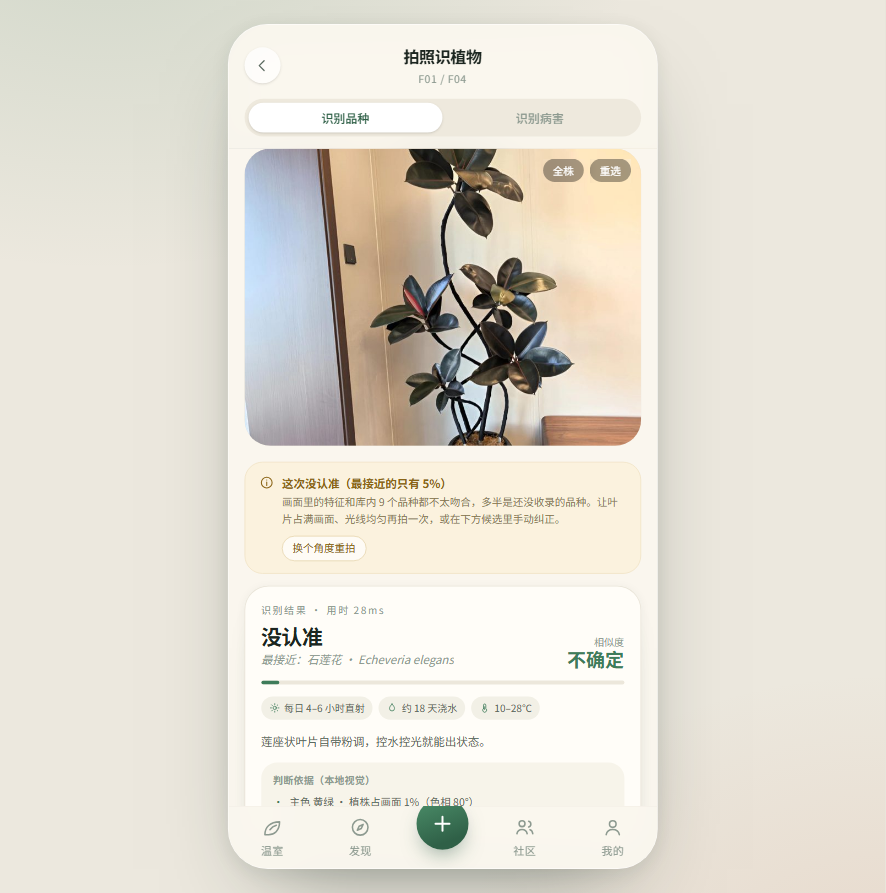 拍照识植物
F01 / F04
识别品种
识别病害
全株
重选
这次没认准（最接近的只有 5%）
画面里的特征和库内 9 个品种都不太吻合，多半是还没收录的品种。让叶
片占满画面、光线均匀再拍一次，或在下方候选里手动纠正。
换个角度重拍
识别结果 · 用时 28ms
没认准
相似度
最接近：石莲花 · Echeveria elegans
不确定
每日 4–6 小时直射
约 18 天浇水
10–28℃
莲座状叶片自带粉调，控水控光就能出状态。
判断依据（本地视觉）
· 主色 黄绿 · 植株占画面 1%（色相 80°）
温室
发现
社区
我的